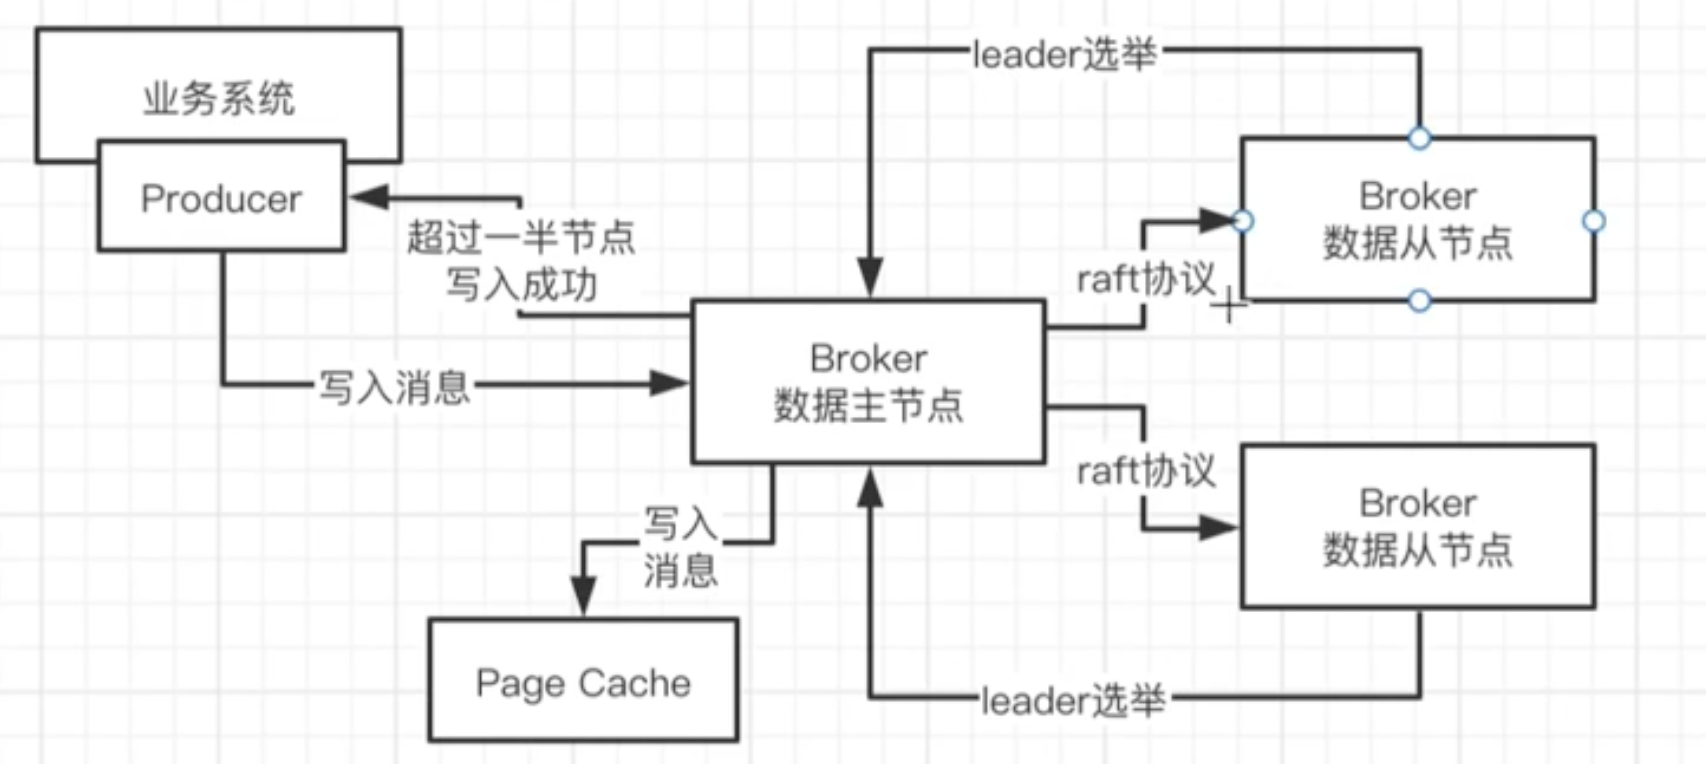 业务系统
Producer
超过一半节点
写入成功
写入消息
leader选举
Broker
数据从节点
raft协议
Broker
数据主节点
raft协议
Broker
数据从节点
写入
消息
Page Cache
leader选举